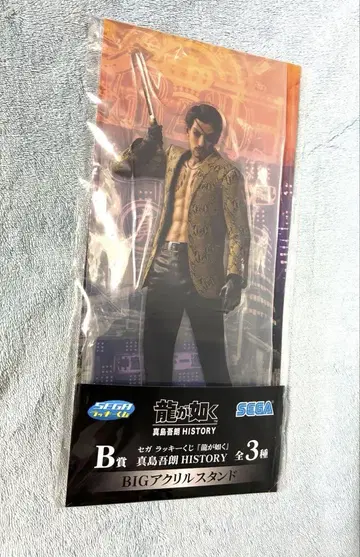 SEGA
ラッキーくじ
龍が如く
真島吾朗 HISTORY
SEGA
B賞
セガ ラッキーくじ『龍が如く』
真島吾朗 HISTORY
全3種
BIGアクリルスタンド